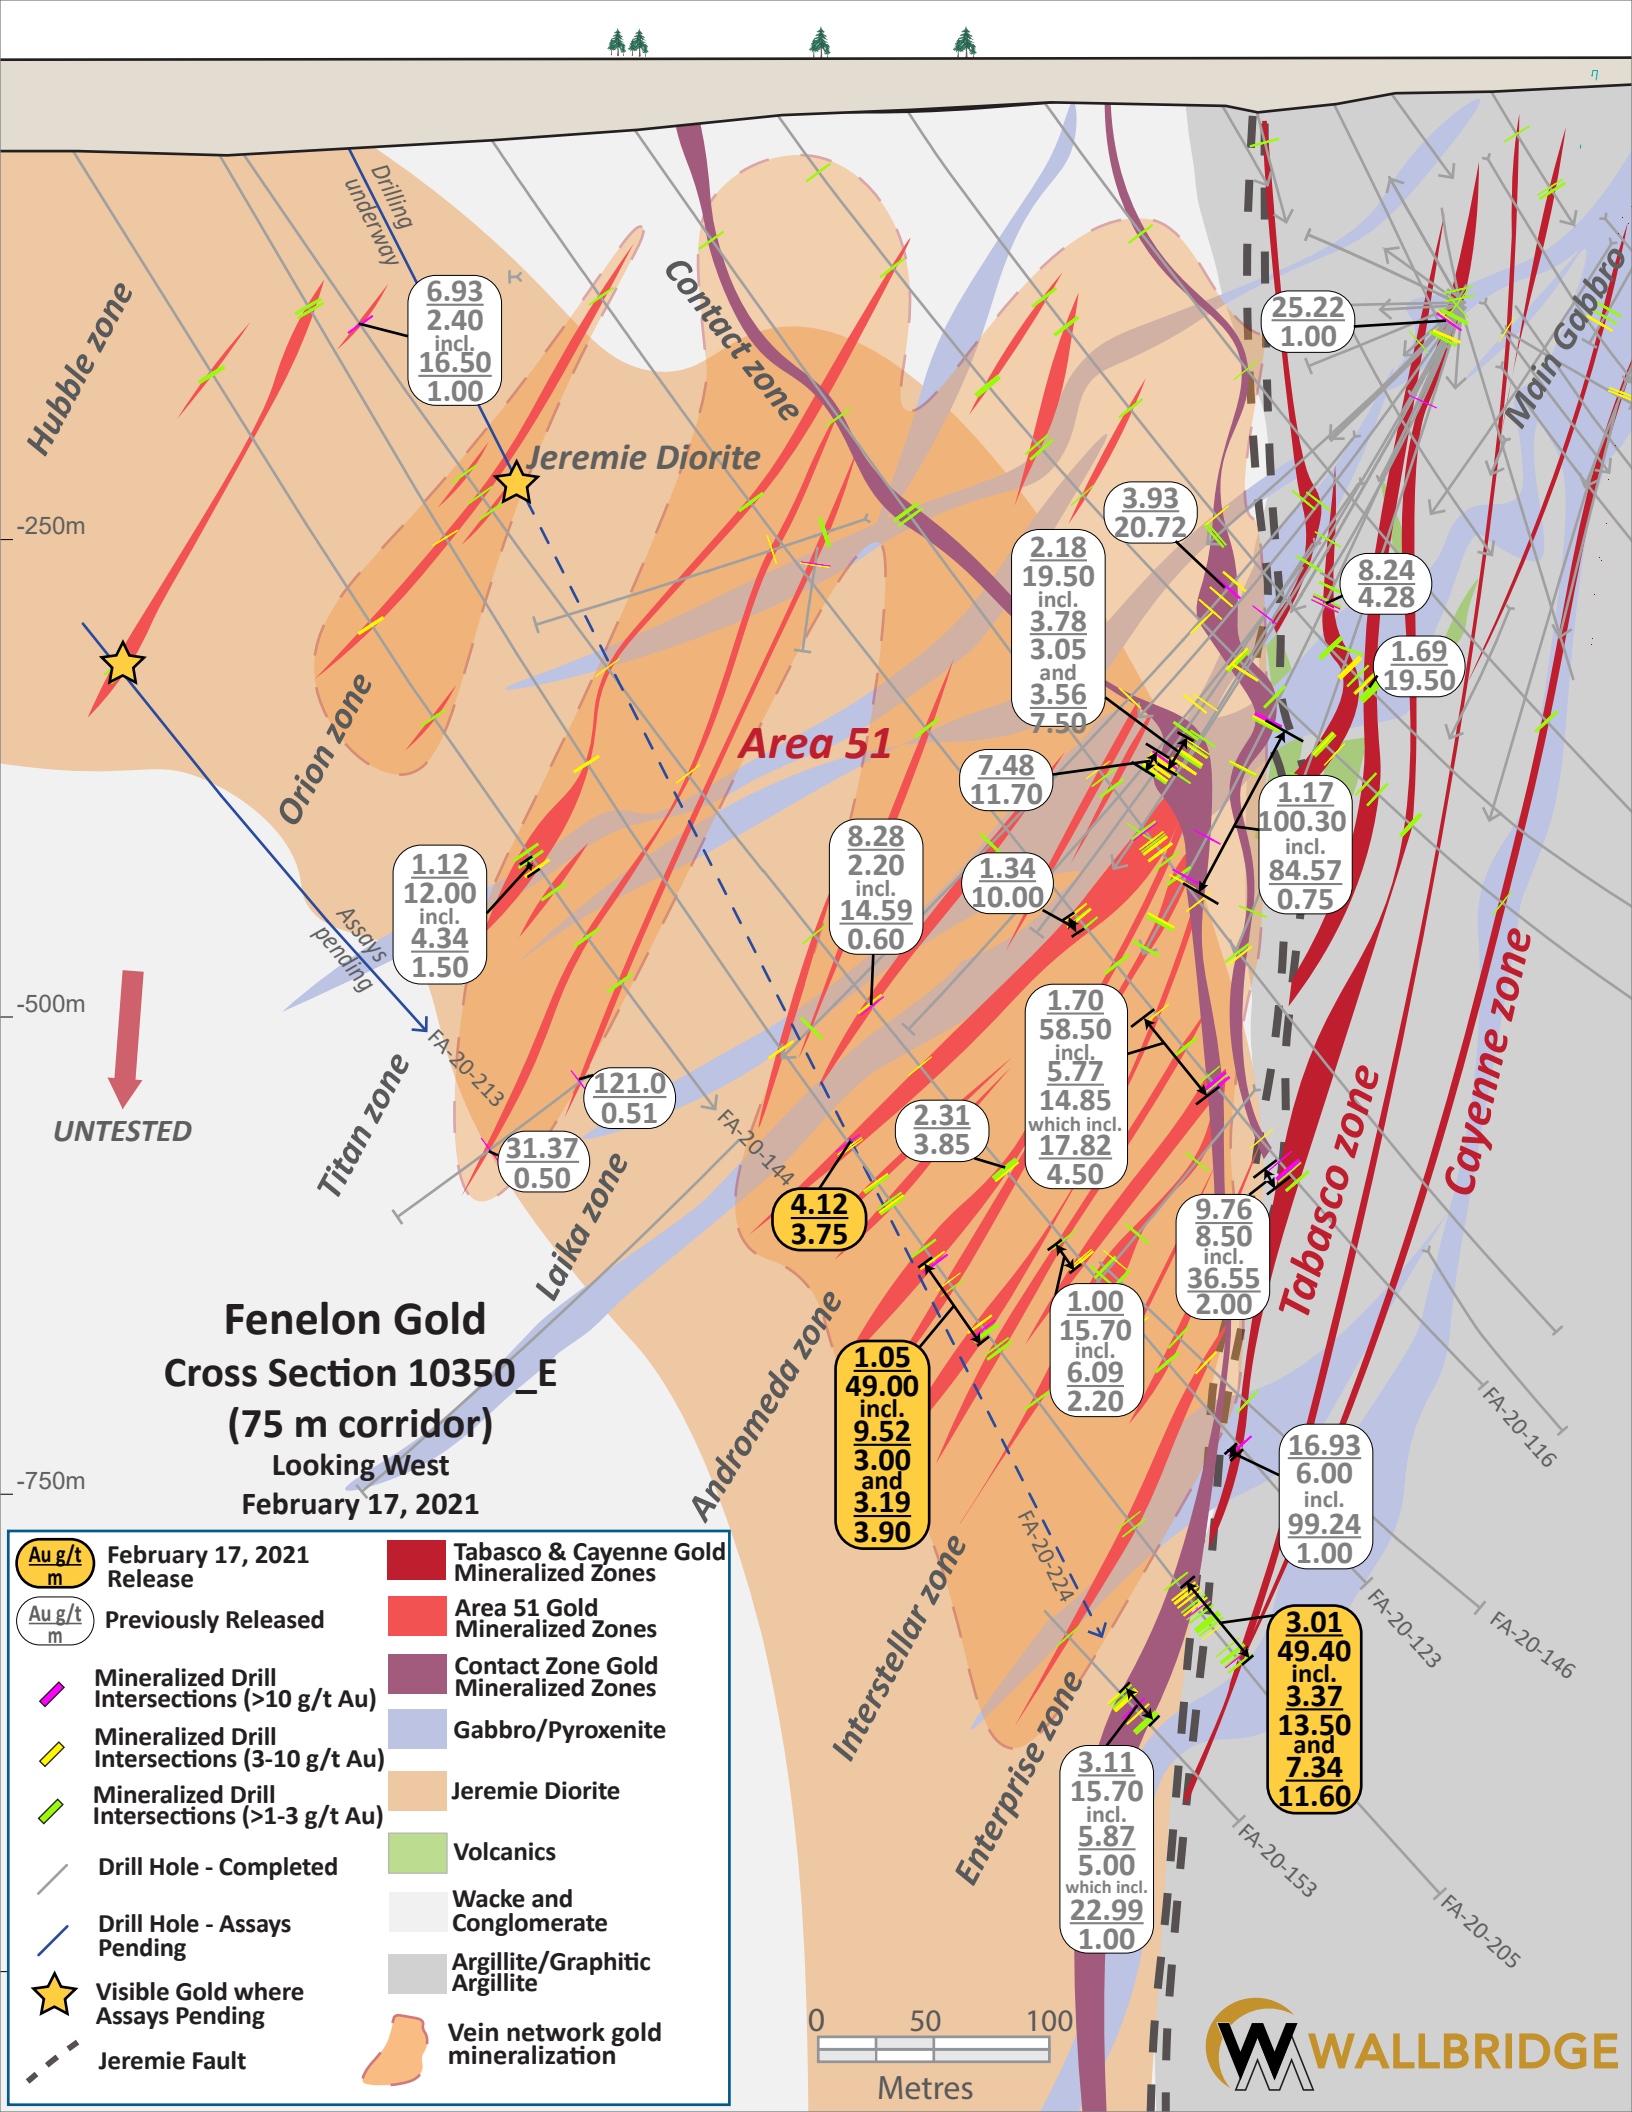 Drilling
underway
Hubble zone
6.93
2.40
incl.
16.50
1.00
Contact zone
25.22
1.00
Main Gabbro
Jeremie Diorite
-250m
3.93
20.72
2.18
19.50
incl.
3.78
3.05
and
3.56
7.50
8.24
4.28
1.69
19.50
Orion zone
Area 51
7.48
11.70
1.17
100.30
incl.
84.57
0.75
1.12
12.00
incl.
4.34
1.50
8.28
2.20
incl.
14.59
0.60
1.34
10.00
Assays
pending
-500m
UNTESTED
FA-20-213
Titan zone
121.0
0.51
31.37
0.50
FA-20-144
Laika zone
1.70
58.50
incl.
5.77
14.85
which incl.
17.82
4.50
2.31
3.85
4.12
3.75
Cayenne zone
Tabasco zone
9.76
8.50
incl.
36.55
2.00
1.00
15.70
incl.
6.09
2.20
Andromeda zone
1.05
49.00
incl.
9.52
3.00
and
3.19
3.90
Fenelon Gold
Cross Section 10350_E
(75 m corridor)
Looking West
February 17, 2021
-750m
FA-20-116
16.93
6.00
incl.
99.24
1.00
FA-20-224
FA-20-123
FA-20-146
Interstellar zone
Enterprise zone
3.01
49.40
incl.
3.37
13.50
and
7.34
11.60
3.11
15.70
incl.
5.87
5.00
which incl.
22.99
1.00
FA-20-153
FA-20-205
Au g/t
m
February 17, 2021
Release
Au g/t
m
Previously Released
Mineralized Drill
Intersections (>10 g/t Au)
Mineralized Drill
Intersections (3-10 g/t Au)
Mineralized Drill
Intersections (>1-3 g/t Au)
Drill Hole - Completed
Drill Hole - Assays
Pending
Visible Gold where
Assays Pending
Jeremie Fault
Tabasco & Cayenne Gold
Mineralized Zones
Area 51 Gold
Mineralized Zones
Contact Zone Gold
Mineralized Zones
Gabbro/Pyroxenite
Jeremie Diorite
Volcanics
Wacke and
Conglomerate
Argillite/Graphitic
Argillite
Vein network gold
mineralization
0 50 100
Metres
WALLBRIDGE